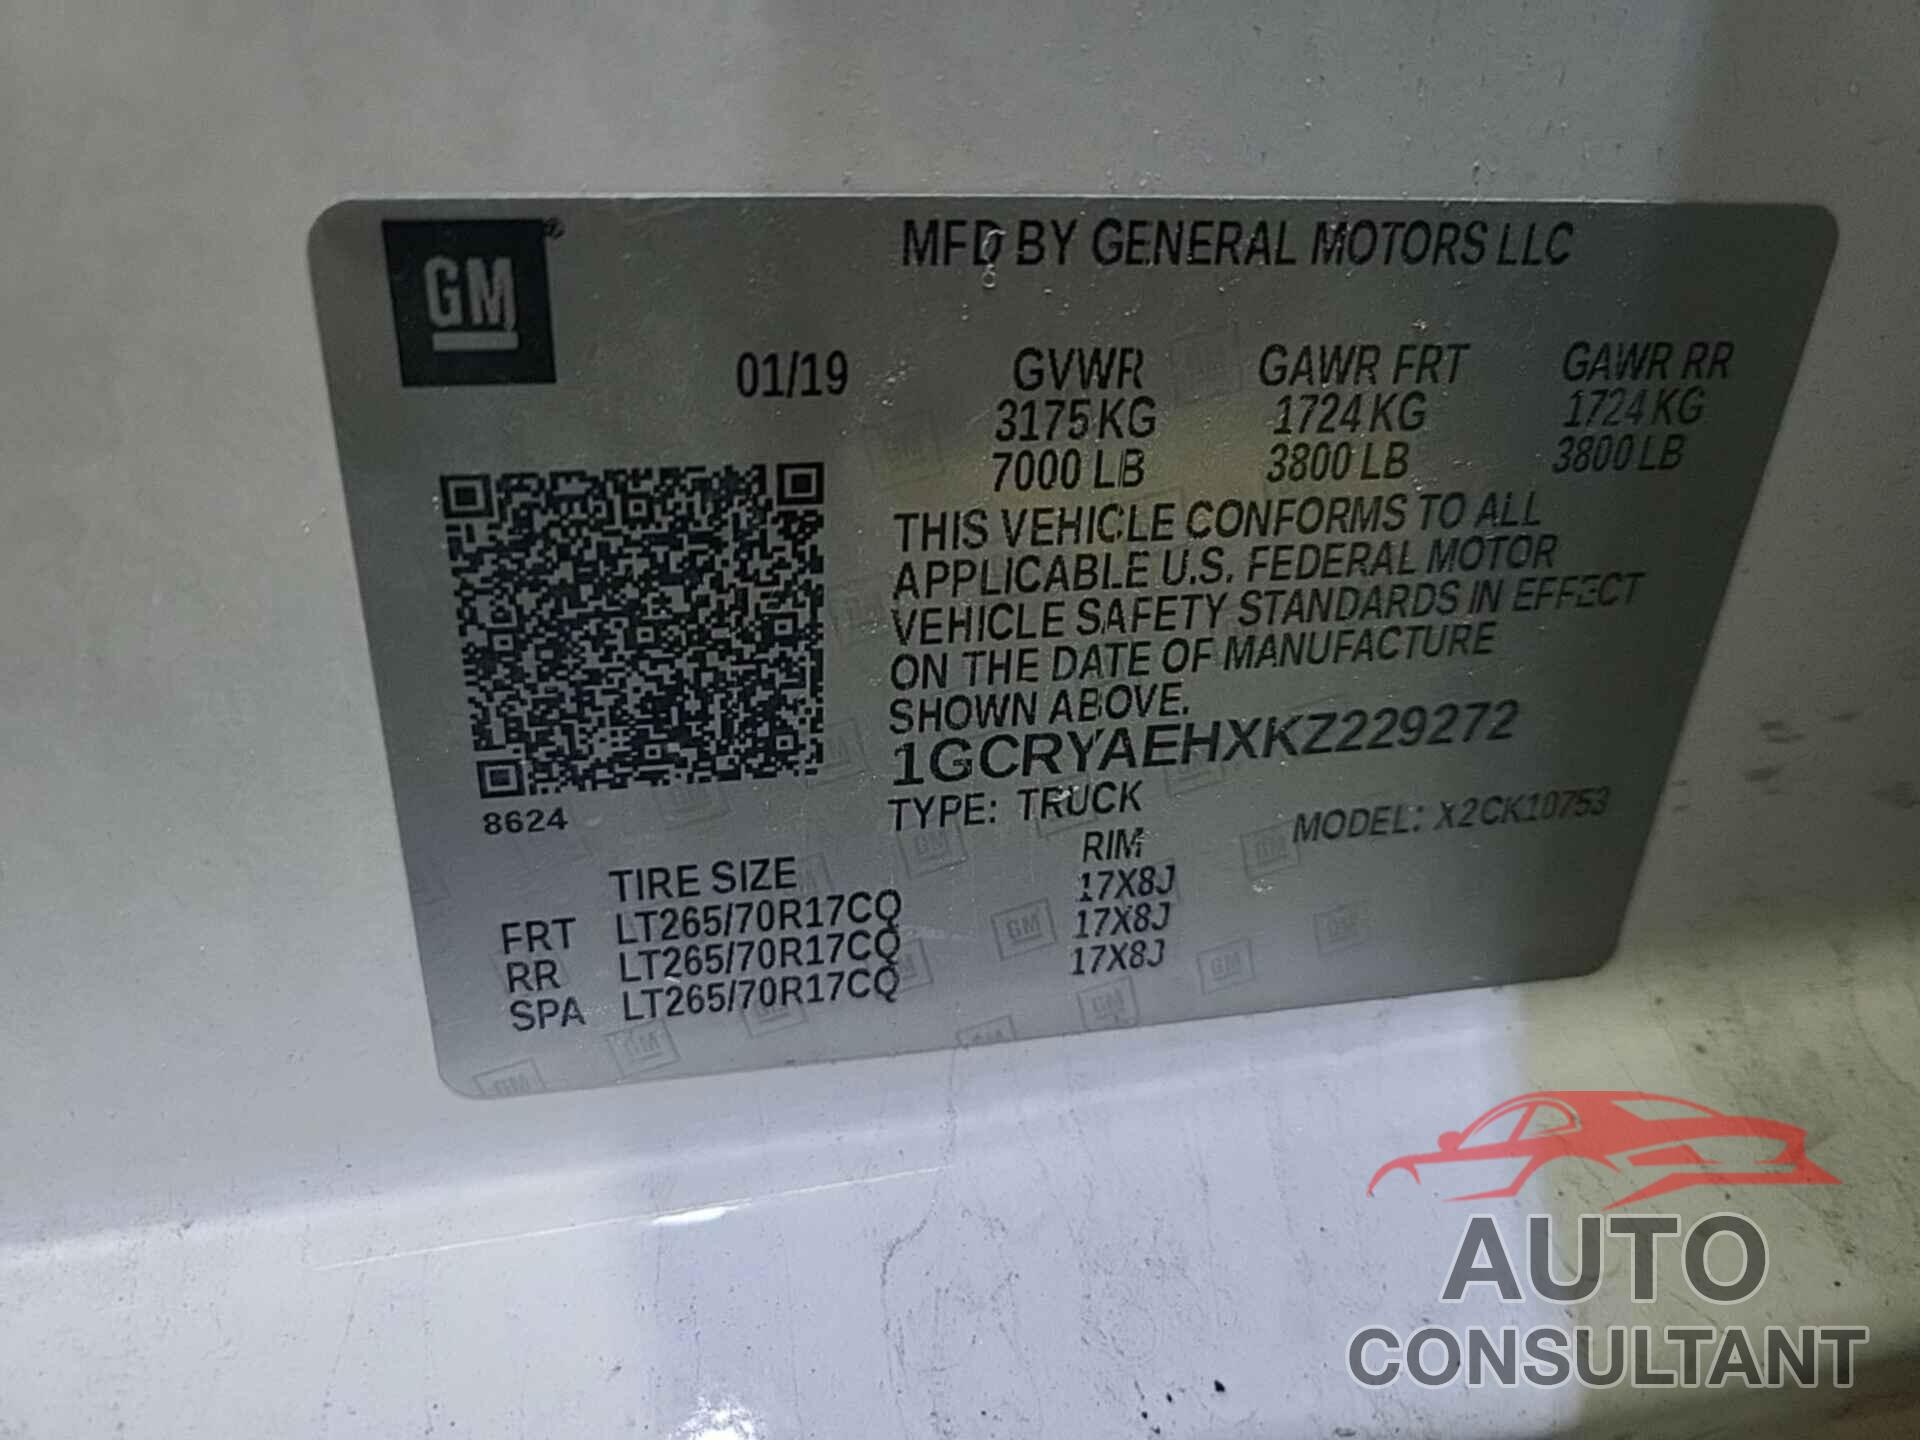 GM
MFD BY GENERAL MOTORS LLC
01/19
GVWR GAWR FRT GAWR RR
3175 KG 1724 KG 1724 KG
7000 LB 3800 LB 3800 LB
THIS VEHICLE CONFORMS TO ALL
APPLICABLE U.S. FEDERAL MOTOR
VEHICLE SAFETY STANDARDS IN EFFECT
ON THE DATE OF MANUFACTURE
SHOWN ABOVE.
1GCRYAEHXKZ229272
8624
TYPE: TRUCK MODEL: X2CK10753
TIRE SIZE RIM
FRT LT265/70R17CQ 17X8J
RR LT265/70R17CQ 17X8J
SPA LT265/70R17CQ 17X8J
AUTO
CONSULTANT